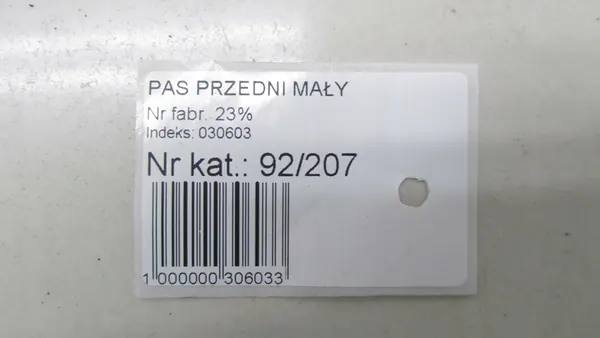 PAS PRZEDNI MAŁY
Nr fabr. 23%
Indeks: 030603
Nr kat.: 92/207
1 000000 306033